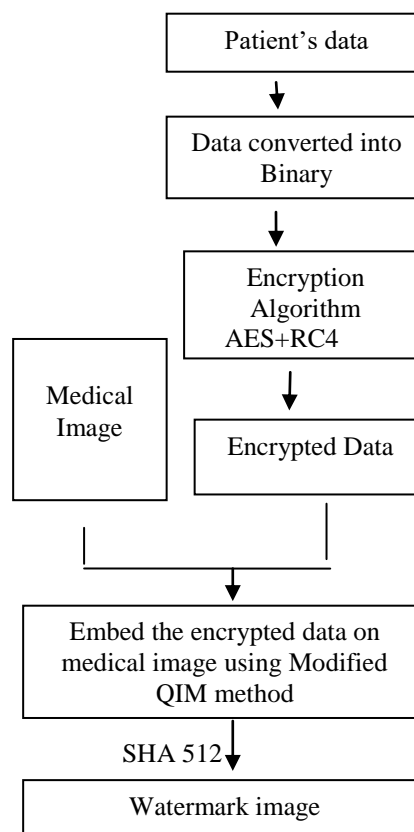 Patient's data
Data converted into
Binary
Encryption
Algorithm
AES+RC4
Medical
Image
Encrypted Data
Embed the encrypted data on
medical image using Modified
QIM method
SHA 512
Watermark image